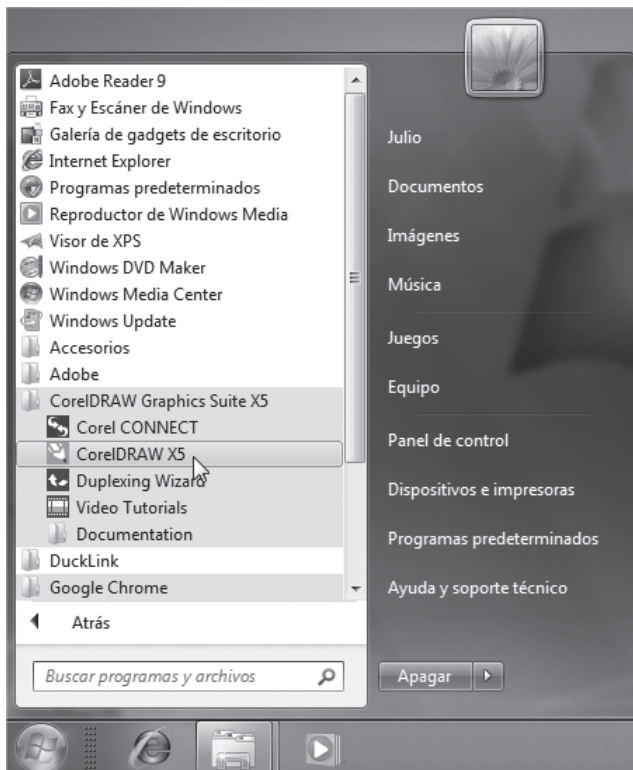 Adobe Reader 9
Fax y Escáner de Windows
Galería de gadgets de escritorio
Internet Explorer
Programas predeterminados
Reproductor de Windows Media
Visor de XPS
Windows DVD Maker
Windows Media Center
Windows Update
Accesorios
Adobe
CorelDRAW Graphics Suite X5
Corel CONNECT
CorelDRAW X5
Duplexing Wizard
Video Tutorials
Documentation
DuckLink
Google Chrome
Atrás
Buscar programas y archivos
Julio
Documentos
Imágenes
Música
Juegos
Equipo
Panel de control
Dispositivos e impresoras
Programas predeterminados
Ayuda y soporte técnico
Apagar